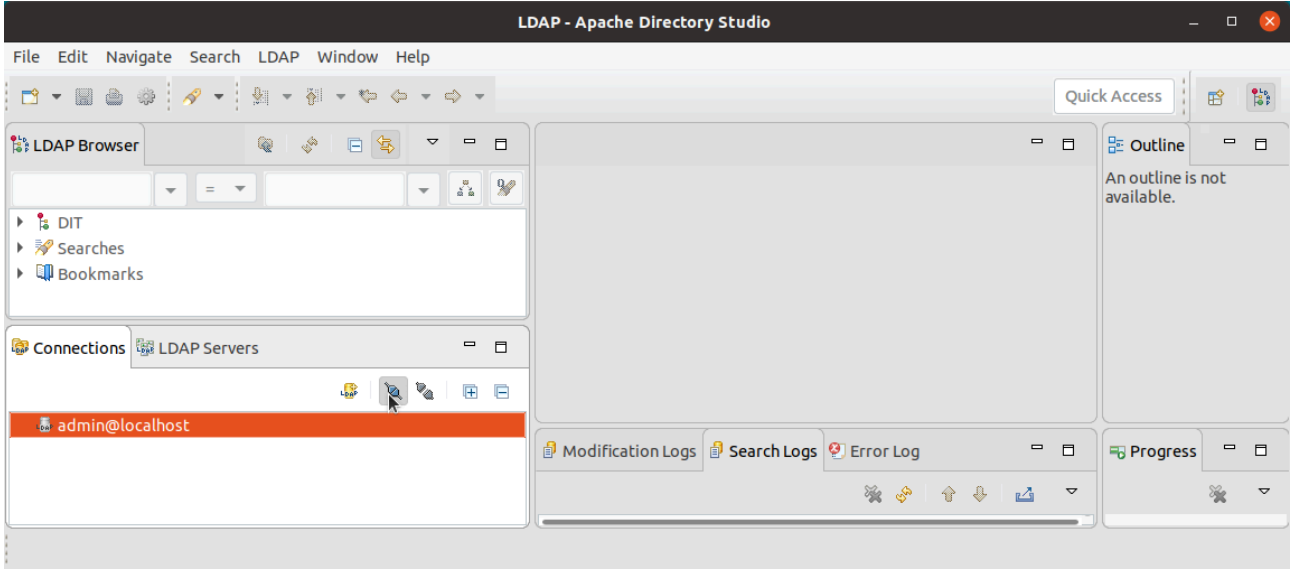 LDAP - Apache Directory Studio
File Edit Navigate Search LDAP Window Help
Quick Access
LDAP Browser
=
DIT
Searches
Bookmarks
Outline
An outline is not
available.
Connections LDAP Servers
LDAP
admin@localhost
Modification Logs Search Logs Error Log
Progress